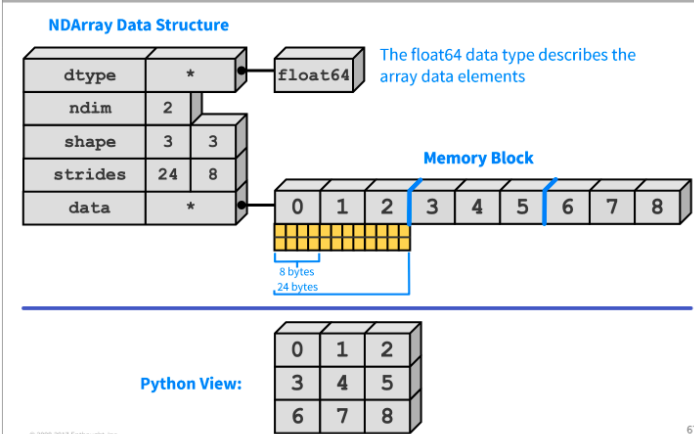 NDArray Data Structure
The float64 data type describes the
array data elements
dtype *
float64
ndim 2
shape 3 3
strides 24 8
data *
Memory Block
0 1 2 3 4 5 6 7 8
8 bytes
24 bytes
Python View:
0 1 2
3 4 5
6 7 8